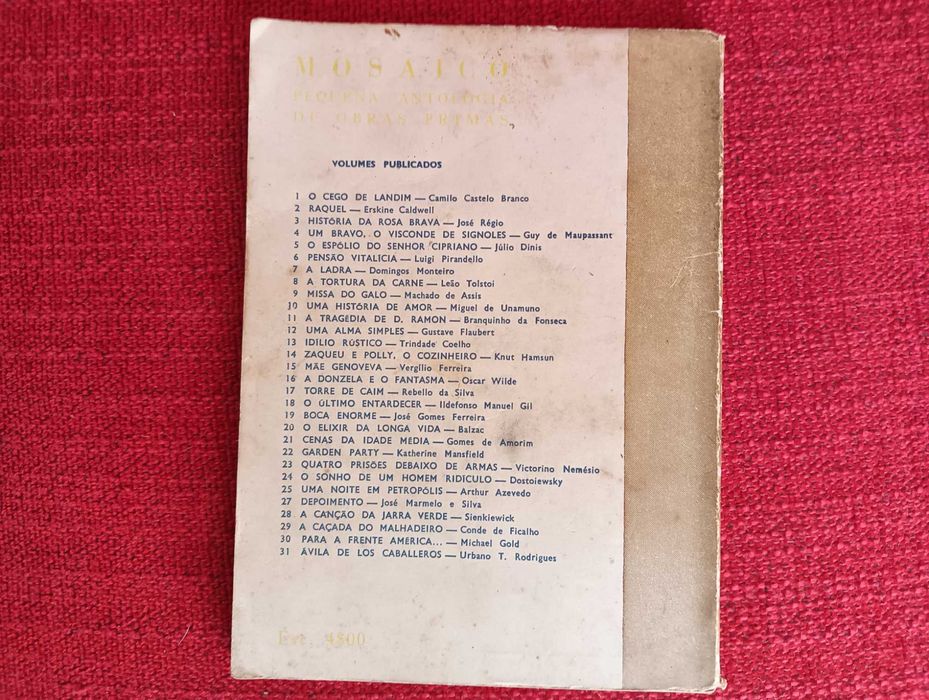 MOSAICO
PEQUENA ANTOLOGIA
DE OBRAS PRIMAS
VOLUMES PUBLICADOS
1 O CEGO DE LANDIM — Camilo Castelo Branco
2 RAQUEL — Erskine Caldwell
3 HISTÓRIA DA ROSA BRAVA — José Régio
4 UM BRAVO, O VISCONDE DE SIGNOLES — Guy de Maupassant
5 O ESPÓLIO DO SENHOR CIPRIANO — Júlio Dinis
6 PENSÃO VITALÍCIA — Luigi Pirandello
7 A LADRA — Domingos Monteiro
8 A TORTURA DA CARNE — Leão Tolstoi
9 MISSA DO GALO — Machado de Assis
10 UMA HISTÓRIA DE AMOR — Miguel de Unamuno
11 A TRAGÉDIA DE D. RAMON — Branquinho da Fonseca
12 UMA ALMA SIMPLES — Gustave Flaubert
13 IDÍLIO RÚSTICO — Trindade Coelho
14 ZAQUEU E POLLY, O COZINHEIRO — Knut Hamsun
15 MÃE GENOVEVA — Vergílio Ferreira
16 A DONZELA E O FANTASMA — Oscar Wilde
17 TORRE DE CAIM — Rebello da Silva
18 O ÚLTIMO ENTARDECER — Ildefonso Manuel Gil
19 BOCA ENORME — José Gomes Ferreira
20 O ELIXIR DA LONGA VIDA — Balzac
21 CENAS DA IDADE MÉDIA — Gomes de Amorim
22 GARDEN PARTY — Katherine Mansfield
23 QUATRO PRISÕES DEBAIXO DE ARMAS — Victorino Nemésio
24 O SONHO DE UM HOMEM RIDÍCULO — Dostoiewsky
25 UMA NOITE EM PETRÓPOLIS — Arthur Azevedo
27 DEPOIMENTO — José Marmelo e Silva
28 A CANÇÃO DA JARRA VERDE — Sienkiewick
29 A CAÇADA DO MALHADEIRO — Conde de Ficalho
30 PARA A FRENTE AMÉRICA... — Michael Gold
31 ÁVILA DE LOS CABALLEROS — Urbano T. Rodrigues
Esc. 4$00